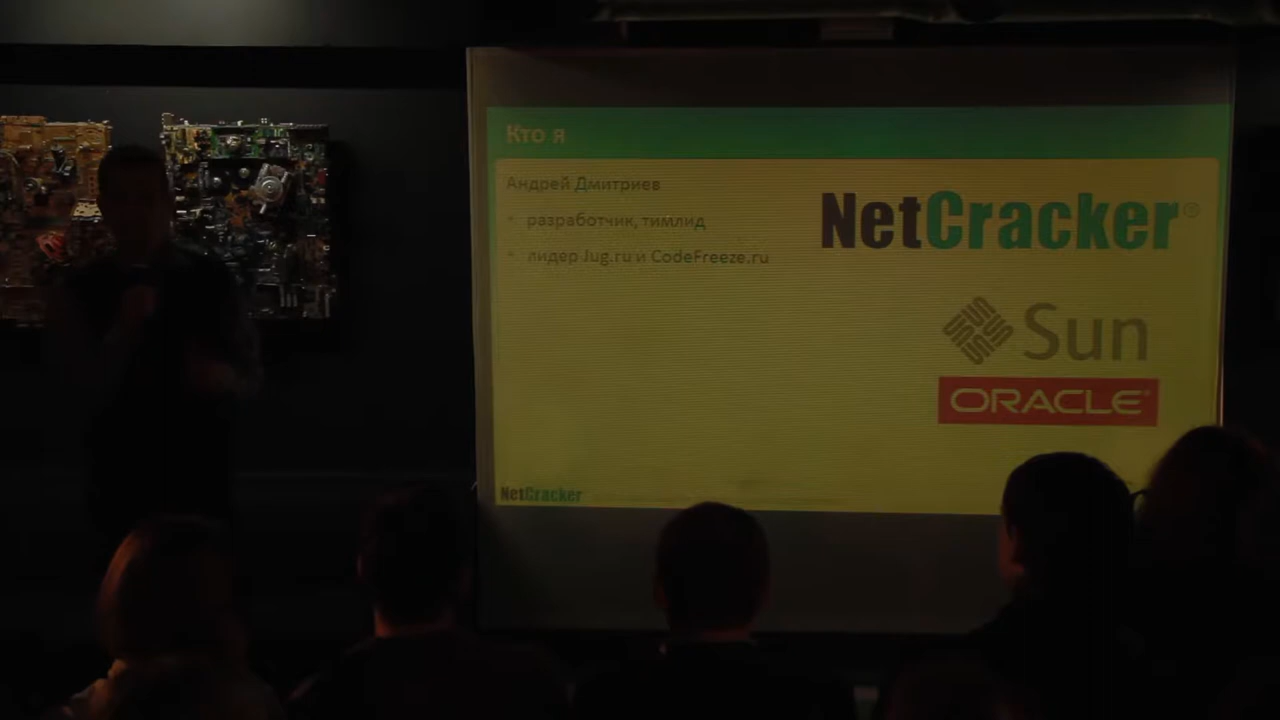 Кто я
Андрей Дмитриев
разработчик, тимлид
лидер Jug.ru и CodeFreeze.ru
NetCracker®
Sun
ORACLE®
NetCracker